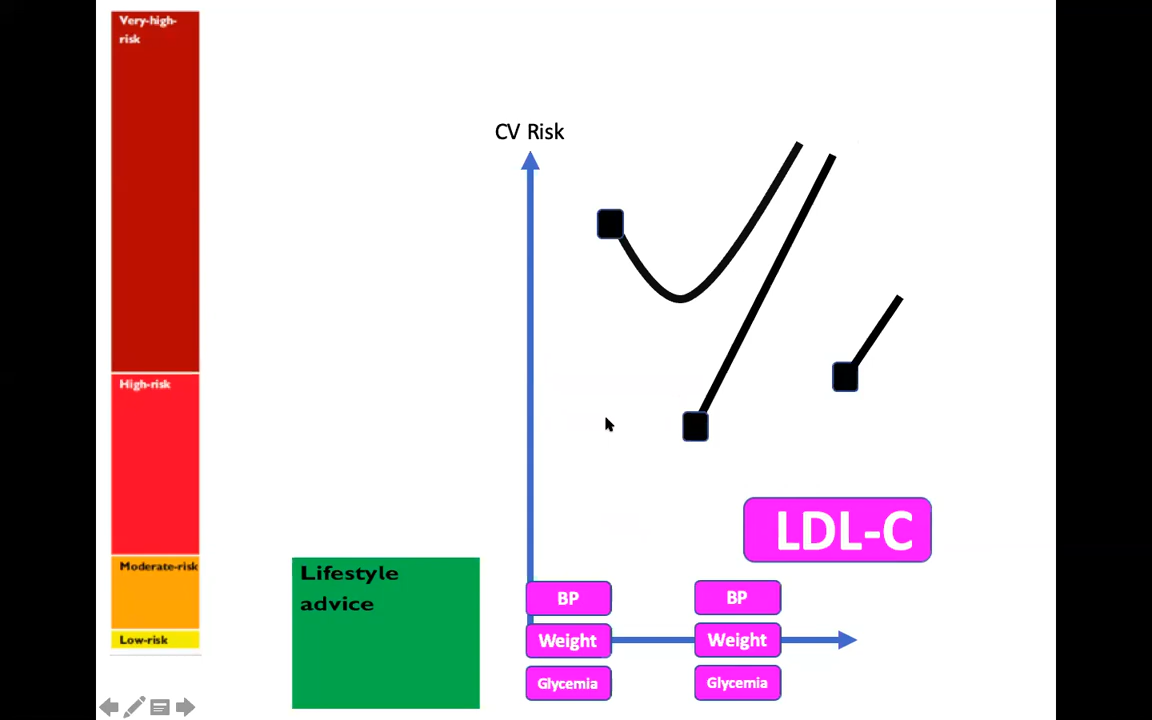 Very-high-
risk
High-risk
Moderate-risk
Low-risk
Lifestyle
advice
CV Risk
LDL-C
BP
Weight
Glycemia
BP
Weight
Glycemia